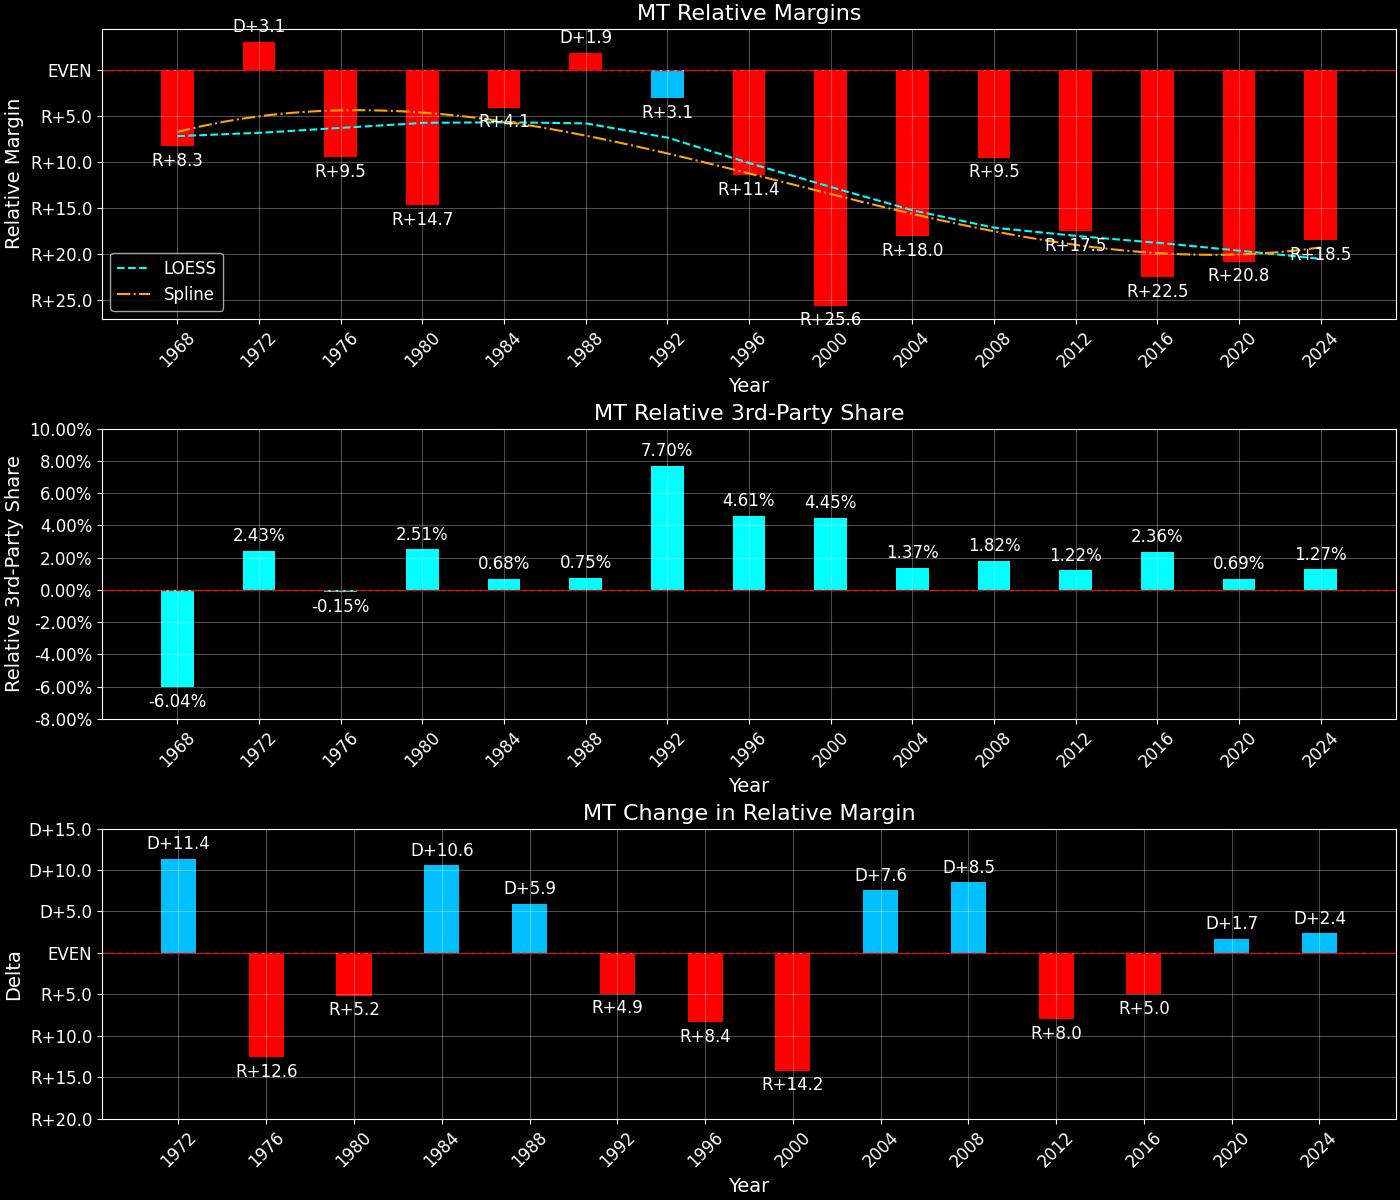 MT Relative Margins
Relative Margin
EVEN
R+5.0
R+10.0
R+15.0
R+20.0
R+25.0
R+8.3
D+3.1
R+9.5
R+14.7
R+4.1
D+1.9
R+3.1
R+11.4
R+25.6
R+18.0
R+9.5
R+17.5
R+22.5
R+20.8
R+18.5
LOESS
Spline
1968 1972 1976 1980 1984 1988 1992 1996 2000 2004 2008 2012 2016 2020 2024
Year
MT Relative 3rd-Party Share
Relative 3rd-Party Share
10.00%
8.00%
6.00%
4.00%
2.00%
0.00%
-2.00%
-4.00%
-6.00%
-8.00%
-6.04%
2.43%
-0.15%
2.51%
0.68%
0.75%
7.70%
4.61%
4.45%
1.37%
1.82%
1.22%
2.36%
0.69%
1.27%
1968 1972 1976 1980 1984 1988 1992 1996 2000 2004 2008 2012 2016 2020 2024
Year
MT Change in Relative Margin
Delta
D+15.0
D+10.0
D+5.0
EVEN
R+5.0
R+10.0
R+15.0
R+20.0
D+11.4
R+12.6
R+5.2
D+10.6
D+5.9
R+4.9
R+8.4
R+14.2
D+7.6
D+8.5
R+8.0
R+5.0
D+1.7
D+2.4
1972 1976 1980 1984 1988 1992 1996 2000 2004 2008 2012 2016 2020 2024
Year